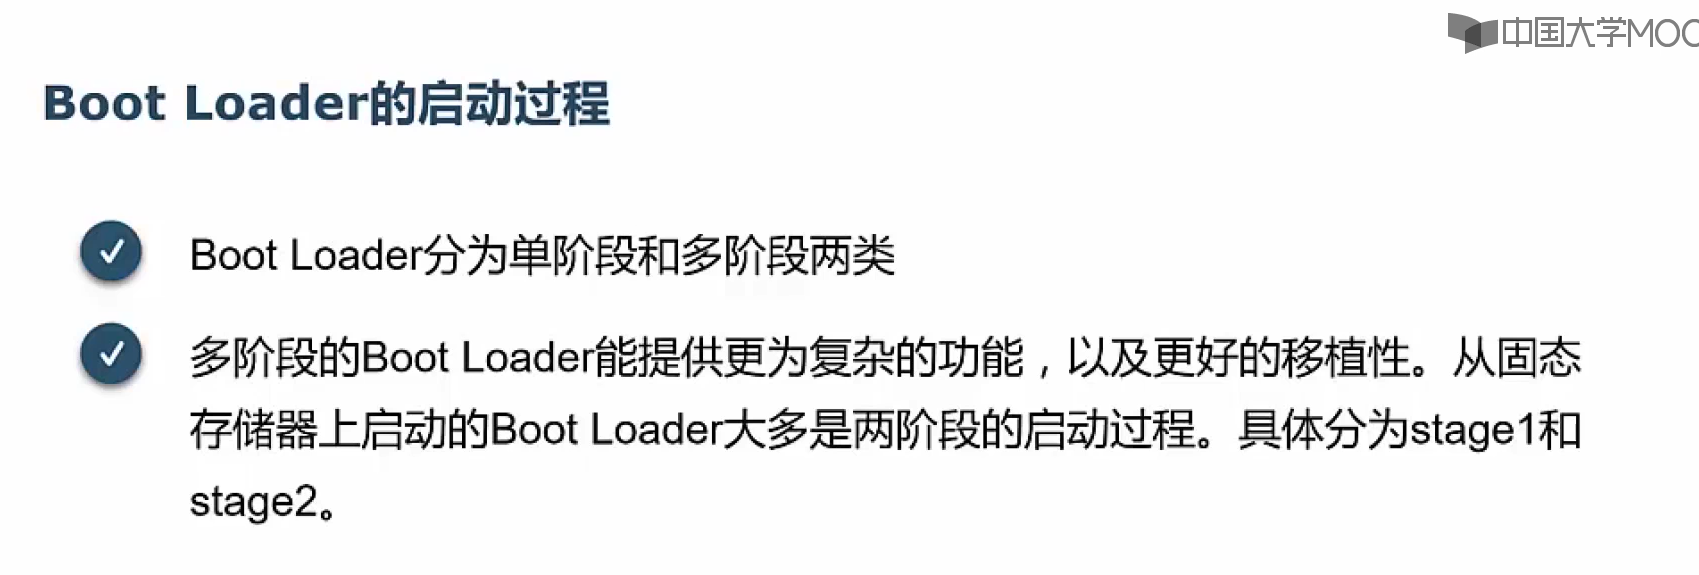 中国大学MOO
Boot Loader的启动过程
Boot Loader分为单阶段和多阶段两类
多阶段的Boot Loader能提供更为复杂的功能，以及更好的移植性。从固态
存储器上启动的Boot Loader大多是两阶段的启动过程。具体分为stage1和
stage2。